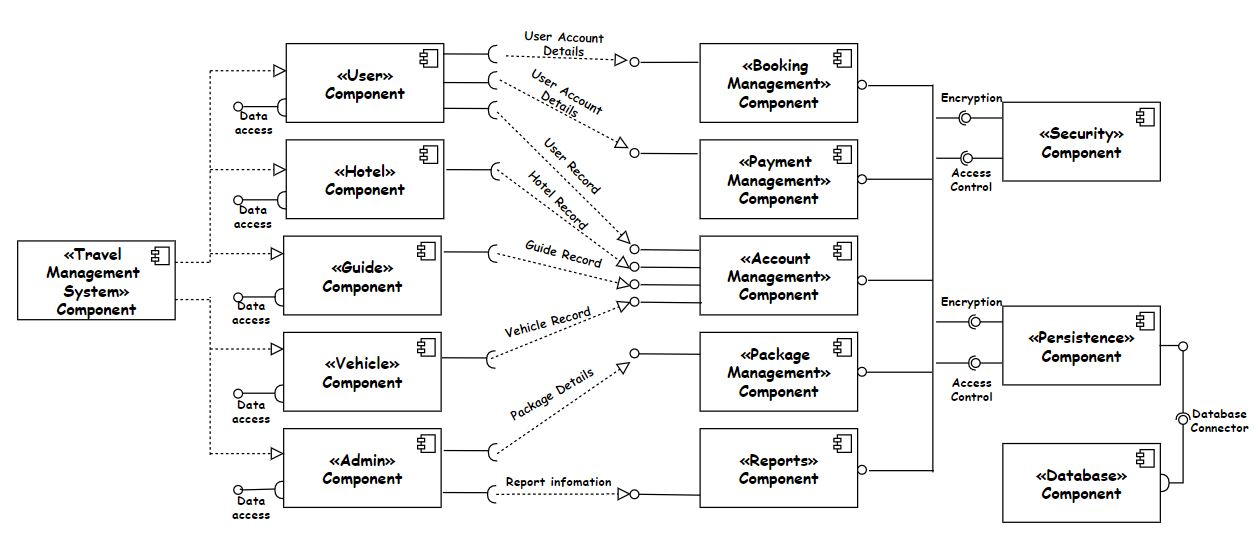 «User»
Component
Data
access
«Hotel»
Component
Data
access
«Travel
Management
System»
Component
«Guide»
Component
Data
access
«Vehicle»
Component
Data
access
«Admin»
Component
Data
access
User Account
Details
User Account
Details
User Record
Hotel Record
Guide Record
Vehicle Record
Package Details
Report infomation
«Booking
Management»
Component
«Payment
Management»
Component
«Account
Management»
Component
«Package
Management»
Component
«Reports»
Component
Encryption
Access
Control
«Security»
Component
Encryption
Access
Control
«Persistence»
Component
Database
Connector
«Database»
Component